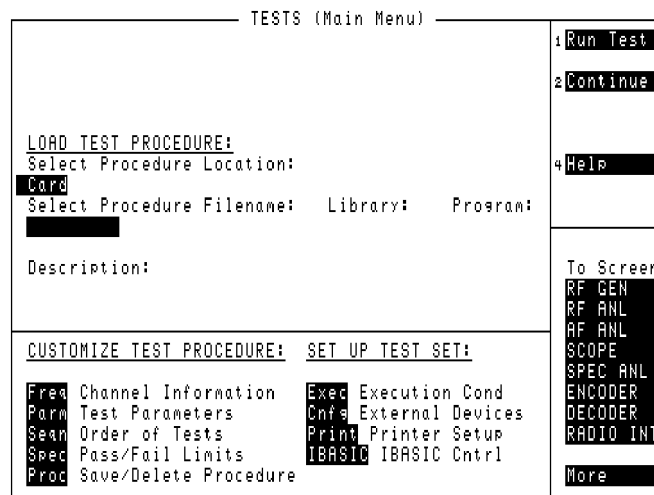 TESTS (Main Menu)
LOAD TEST PROCEDURE:
Select Procedure Location:
Card
Select Procedure Filename: Library: Program:
Description:
CUSTOMIZE TEST PROCEDURE:
Freq Channel Information
Parm Test Parameters
Seqn Order of Tests
Spec Pass/Fail Limits
Proc Save/Delete Procedure
SET UP TEST SET:
Exec Execution Cond
Cnfg External Devices
Print Printer Setup
IBASIC IBASIC Cntrl
1 Run Test
2 Continue
4 Help
To Screen
RF GEN
RF ANL
AF ANL
SCOPE
SPEC ANL
ENCODER
DECODER
RADIO INT
More